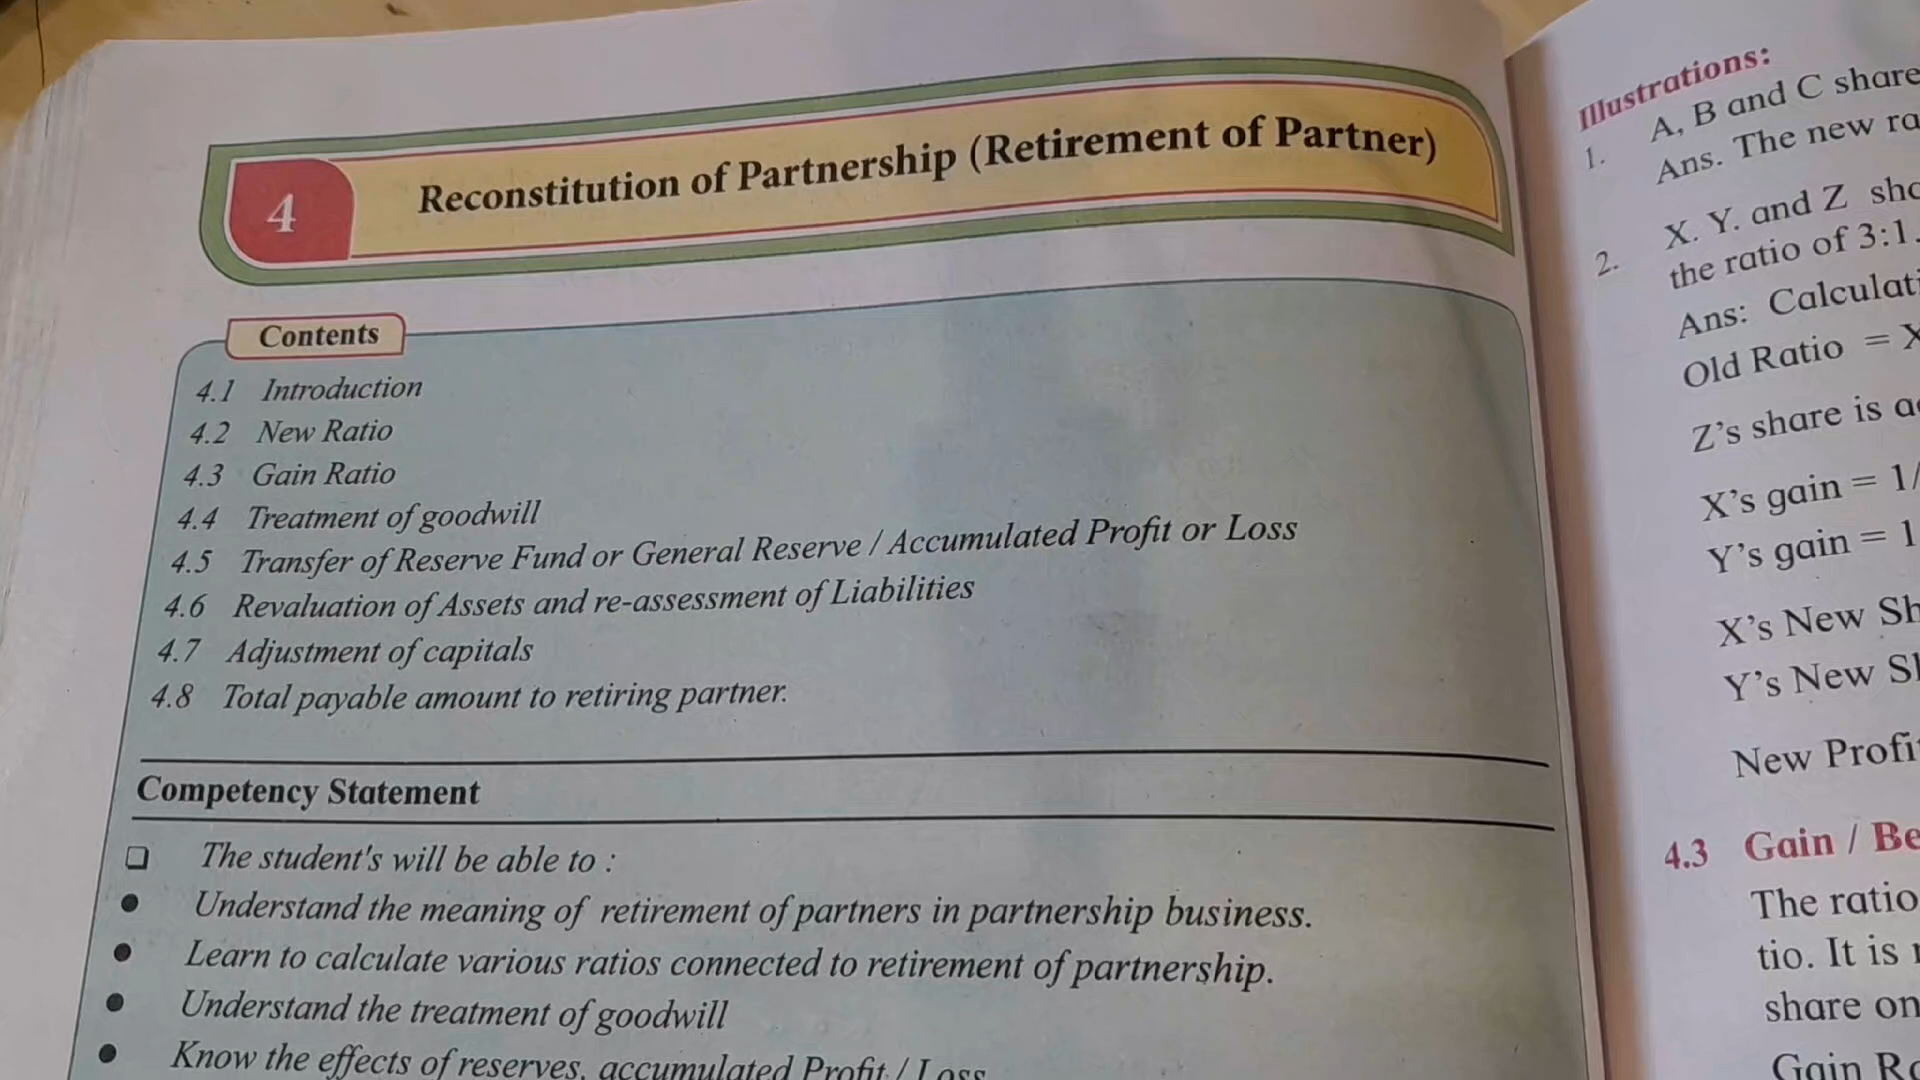 4
Reconstitution of Partnership (Retirement of Partner)
Contents
4.1 Introduction
4.2 New Ratio
4.3 Gain Ratio
4.4 Treatment of goodwill
4.5 Transfer of Reserve Fund or General Reserve / Accumulated Profit or Loss
4.6 Revaluation of Assets and re-assessment of Liabilities
4.7 Adjustment of capitals
4.8 Total payable amount to retiring partner.
Competency Statement
❑ The student's will be able to :
● Understand the meaning of retirement of partners in partnership business.
● Learn to calculate various ratios connected to retirement of partnership.
● Understand the treatment of goodwill
● Know the effects of reserves, accumulated Profit / Loss
Illustrations:
1. A, B and C share
Ans. The new
2. X. Y. and Z
the ratio of 3:1
Ans:
Old Ratio =
Z's share is
X's gain = 1/
Y's gain = 1
X's New
Y's New
New
4.3 Gain /
The ratio
tio. It is
share on
Gain